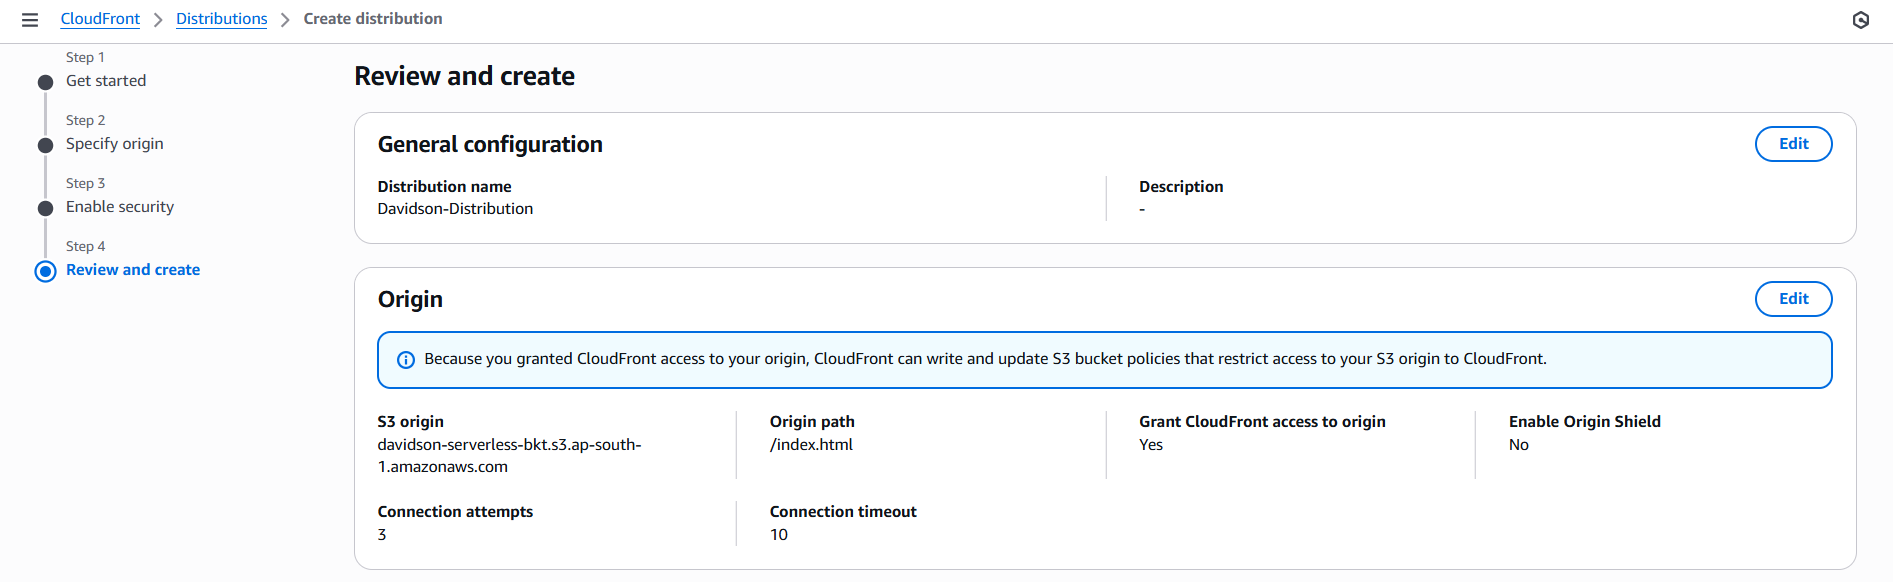 CloudFront > Distributions > Create distribution
Step 1
Get started
Step 2
Specify origin
Step 3
Enable security
Step 4
Review and create
Review and create
General configuration
Edit
Distribution name
Davidson-Distribution
Description
-
Origin
Edit
Because you granted CloudFront access to your origin, CloudFront can write and update S3 bucket policies that restrict access to your S3 origin to CloudFront.
S3 origin
davidson-serverless-bkt.s3.ap-south-
1.amazonaws.com
Origin path
/index.html
Grant CloudFront access to origin
Yes
Enable Origin Shield
No
Connection attempts
3
Connection timeout
10